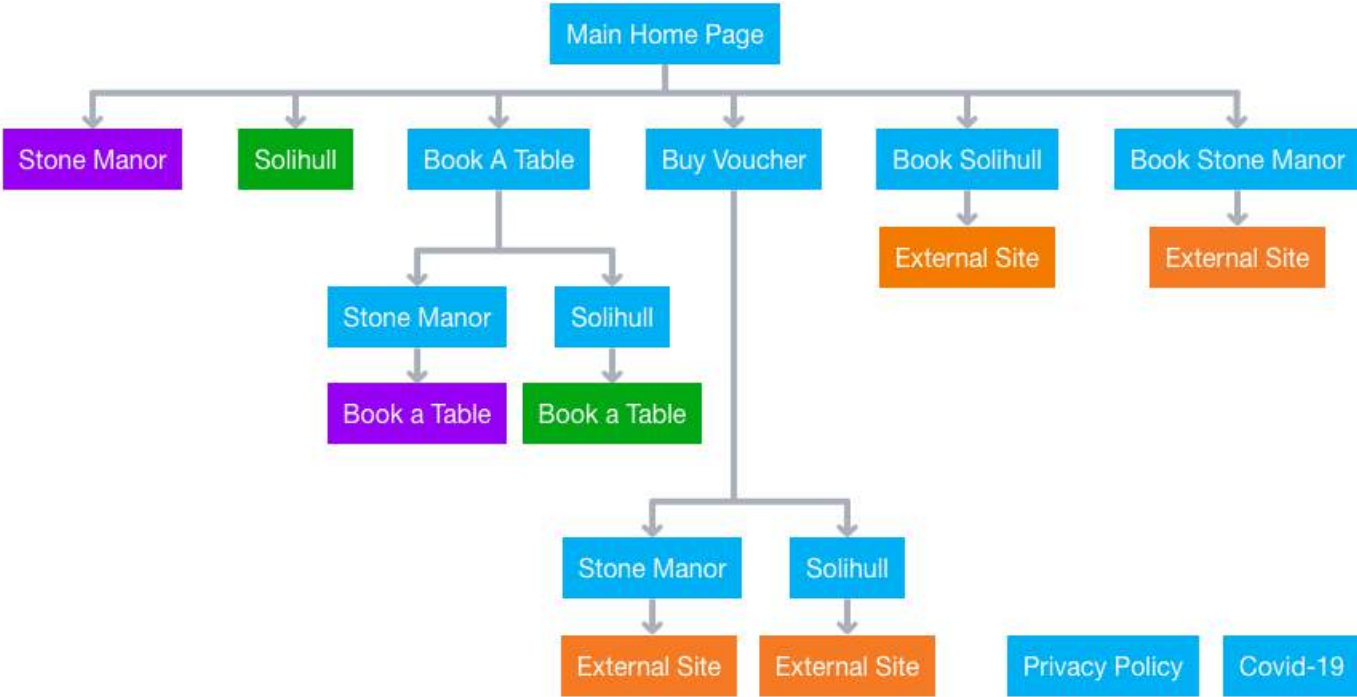 Main Home Page
Stone Manor
Solihull
Book A Table
Buy Voucher
Book Solihull
Book Stone Manor
External Site
External Site
Stone Manor
Solihull
Book a Table
Book a Table
Stone Manor
Solihull
External Site
External Site
Privacy Policy
Covid-19